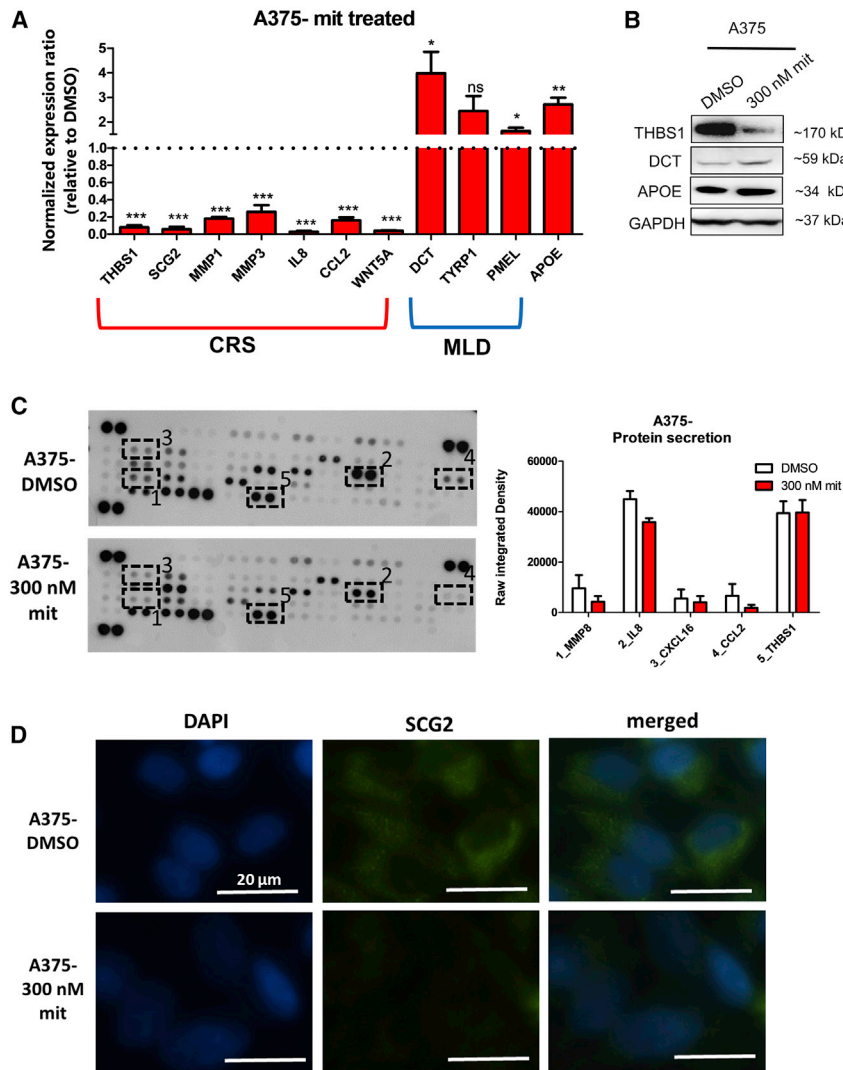 A
A375- mit treated
Normalized expression ratio
(relative to DMSO)
5
4
3
2
1
1.0
0.8
0.6
0.4
0.2
0.0
*** *** *** *** *** *** *** * ns * **
THBS1 SCG2 MMP1 MMP3 IL8 CCL2 WNT5A DCT TYRP1 PMEL APOE
CRS MLD
B
A375
DMSO 300 nM mit
THBS1 ~170 kD
DCT ~59 kDa
APOE ~34 kD
GAPDH ~37 kDa
C
A375-
DMSO
3 1 5 2 4
A375-
300 nM
mit
3 1 5 2 4
A375-
Protein secretion
DMSO
300 nM mit
Raw integrated Density
60000
40000
20000
0
1_MMP8 2_IL8 3_CXCL16 4_CCL2 5_THBS1
D
DAPI SCG2 merged
A375-
DMSO
20 µm
A375-
300 nM
mit